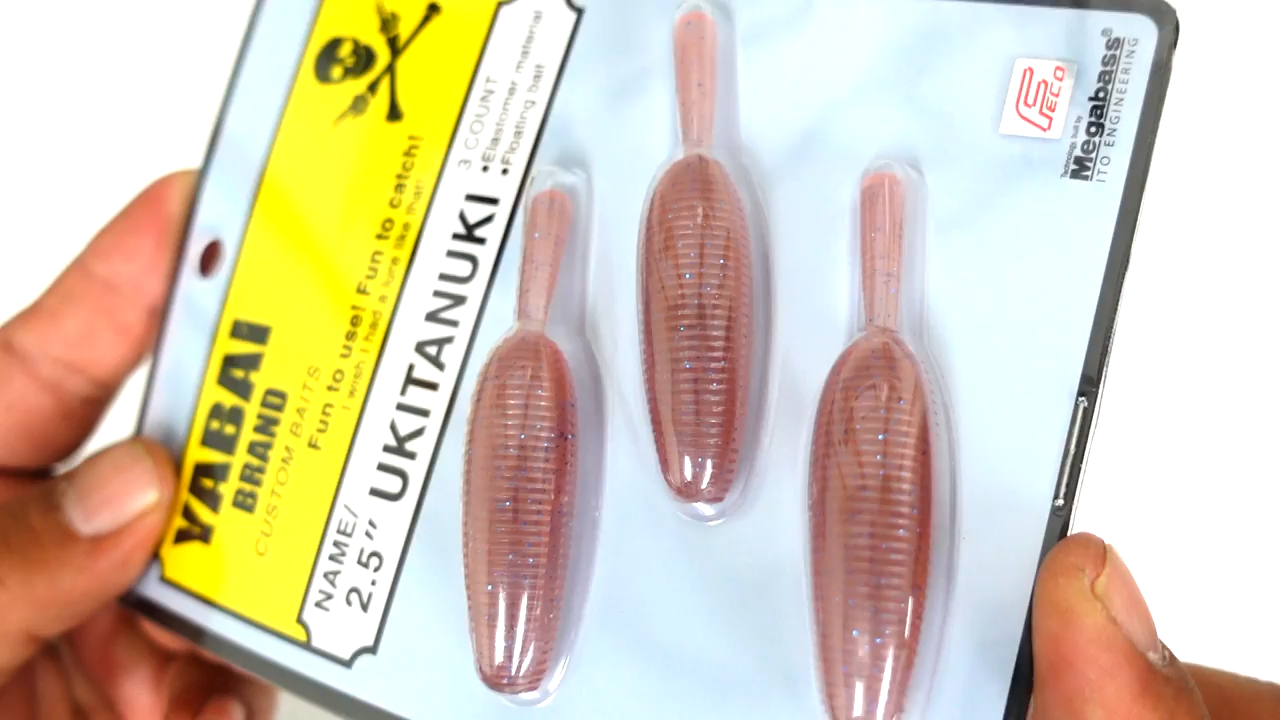 YABAI
BRAND
CUSTOM BAITS
Fun to use! Fun to catch!
I wish I had a lure like that!
NAME/
2.5" UKITANUKI
3 COUNT
•Elastomer material
•Floating bait
FECO
Technology built by
Megabass®
ITO ENGINEERING